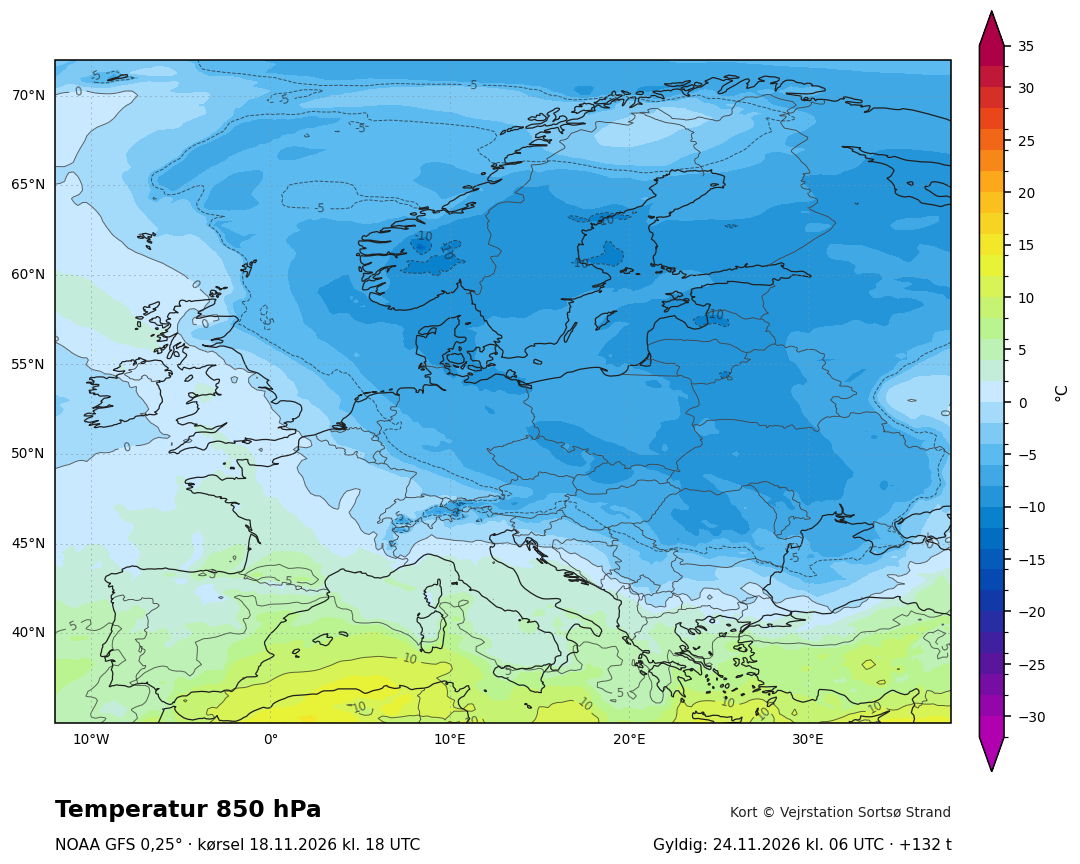 35
30
25
20
15
10
5
0
−5
−10
−15
−20
−25
−30
°C
70°N
65°N
60°N
55°N
50°N
45°N
40°N
10°W
0°
10°E
20°E
30°E
Temperatur 850 hPa
Kort © Vejrstation Sortsø Strand
NOAA GFS 0,25° · kørsel 18.11.2026 kl. 18 UTC
Gyldig: 24.11.2026 kl. 06 UTC · +132 t